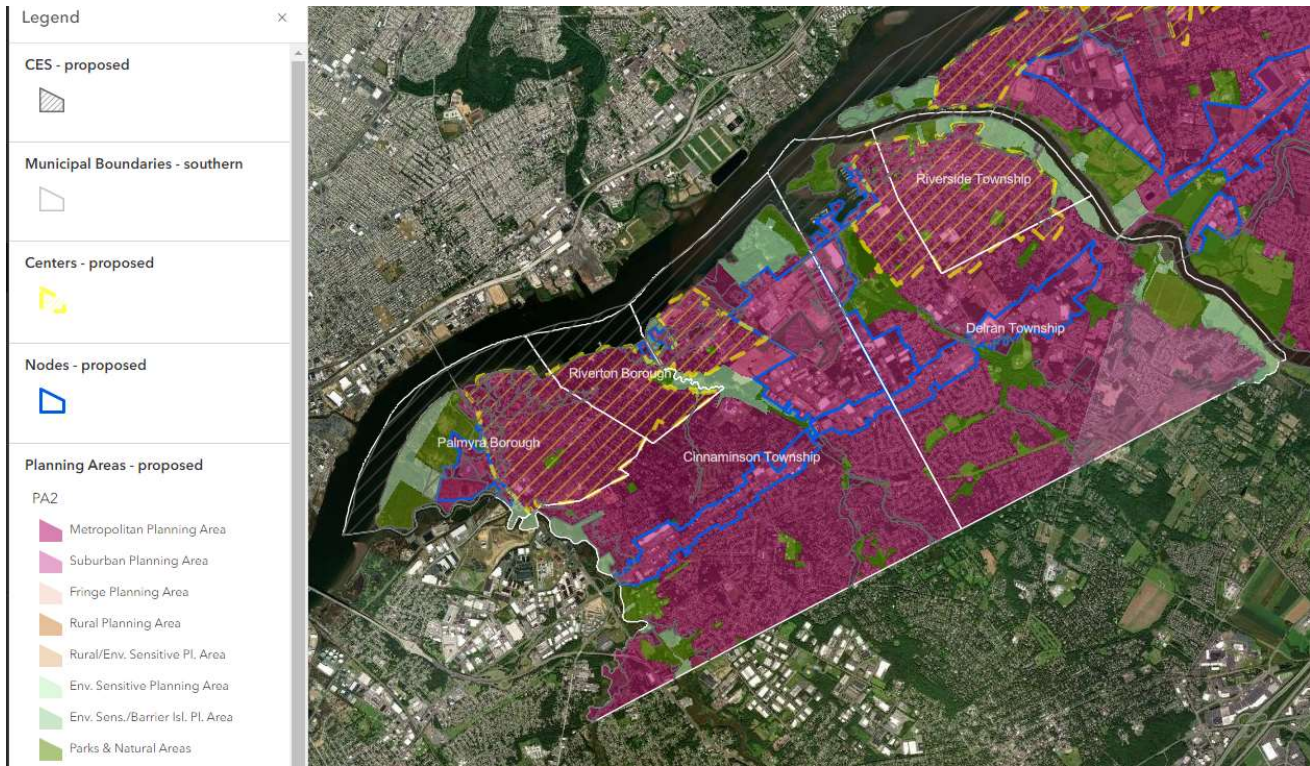 Legend ×
CES - proposed
Municipal Boundaries - southern
Centers - proposed
Nodes - proposed
Planning Areas - proposed
PA2
Metropolitan Planning Area
Suburban Planning Area
Fringe Planning Area
Rural Planning Area
Rural/Env. Sensitive Pl. Area
Env. Sensitive Planning Area
Env. Sens./Barrier Isl. Pl. Area
Parks & Natural Areas
Riverside Township
Delran Township
Riverton Borough
Palmyra Borough
Cinnaminson Township